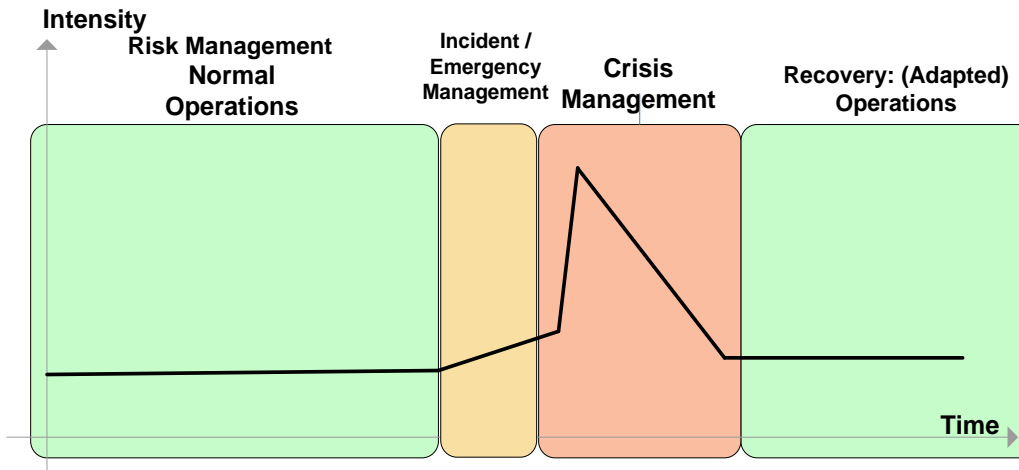 Intensity
Risk Management
Normal
Operations
Incident /
Emergency
Management
Crisis
Management
Recovery: (Adapted)
Operations
Time